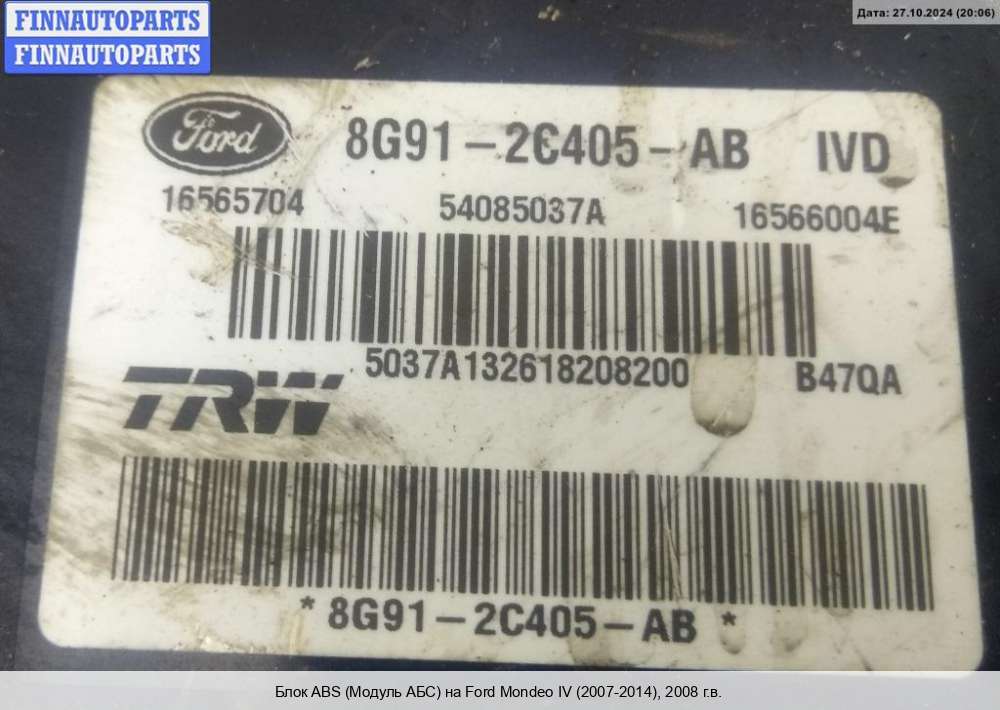 FINNAUTOPARTS
FINNAUTOPARTS
Дата: 27.10.2024 (20:06)
Ford 8G91-2C405-AB IVD
16565704 54085037A 16566004E
5037A132618208200 B47QA
TRW
*8G91-2C405-AB*
Блок ABS (Модуль АБС) на Ford Mondeo IV (2007-2014), 2008 г.в.